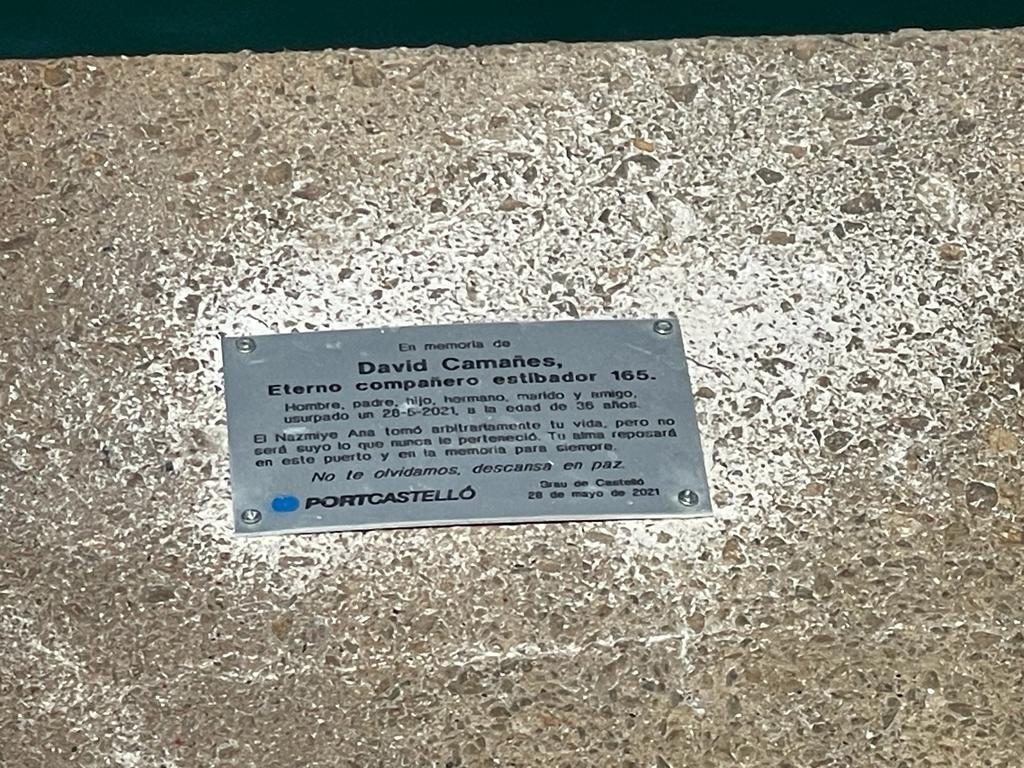 En memoria de
David Camañes,
Eterno compañero estibador 165.
Hombre, padre, hijo, hermano, marido y amigo,
usurpado un 28-5-2021, a la edad de 36 años.
El Nazmiye Ana tomó arbitrariamente tu vida, pero no
será suyo lo que nunca le perteneció. Tu alma reposará
en este puerto y en la memoria para siempre.
No te olvidamos, descansa en paz.
PORTCASTELLÓ
Grau de Castelló
28 de mayo de 2021